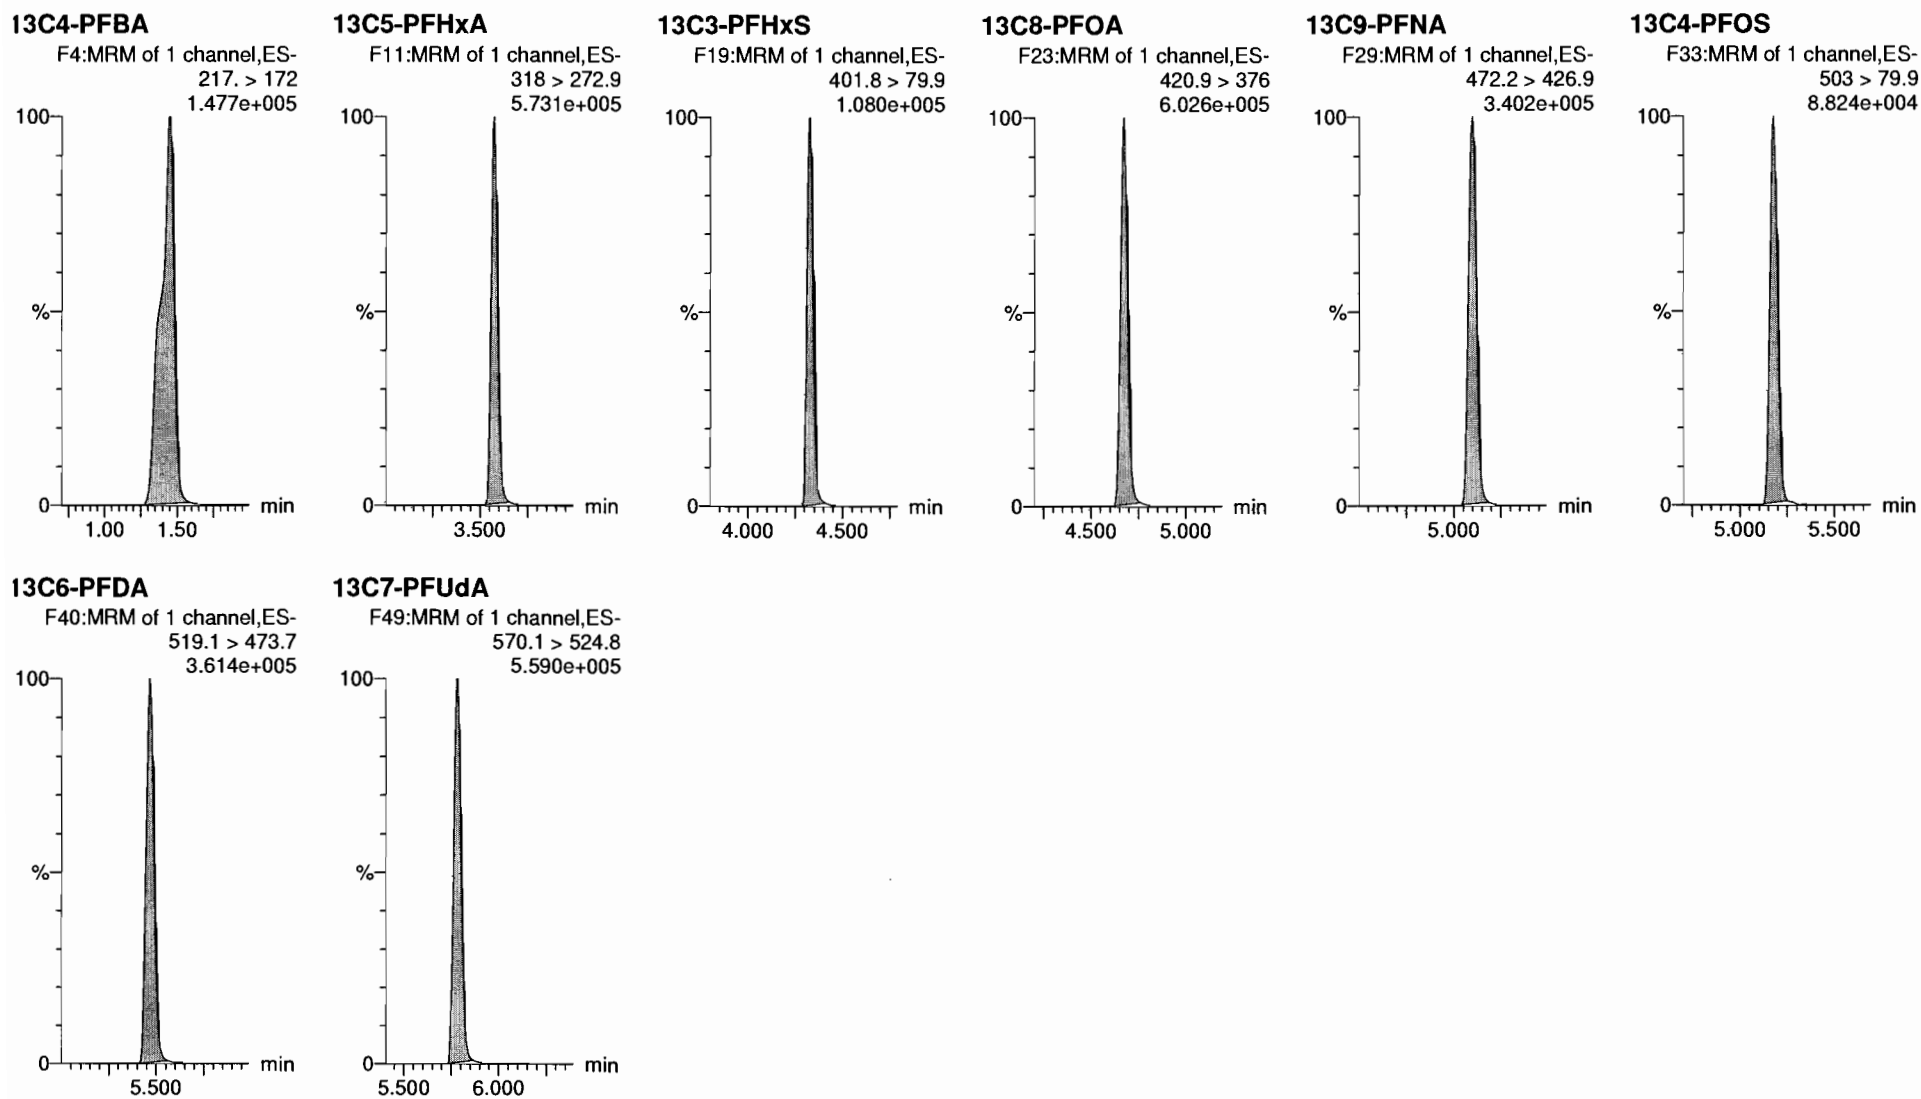 13C4-PFBA
F4:MRM of 1 channel,ES-
217. > 172
1.477e+005
100
%
0
min
1.00 1.50
13C5-PFHxA
F11:MRM of 1 channel,ES-
318 > 272.9
5.731e+005
100
%
0
min
3.500
13C3-PFHxS
F19:MRM of 1 channel,ES-
401.8 > 79.9
1.080e+005
100
%
0
min
4.000 4.500
13C8-PFOA
F23:MRM of 1 channel,ES-
420.9 > 376
6.026e+005
100
%
0
min
4.500 5.000
13C9-PFNA
F29:MRM of 1 channel,ES-
472.2 > 426.9
3.402e+005
100
%
0
min
5.000
13C4-PFOS
F33:MRM of 1 channel,ES-
503 > 79.9
8.824e+004
100
%
0
min
5.000 5.500
13C6-PFDA
F40:MRM of 1 channel,ES-
519.1 > 473.7
3.614e+005
100
%
0
min
5.500
13C7-PFUdA
F49:MRM of 1 channel,ES-
570.1 > 524.8
5.590e+005
100
%
0
min
5.500 6.000